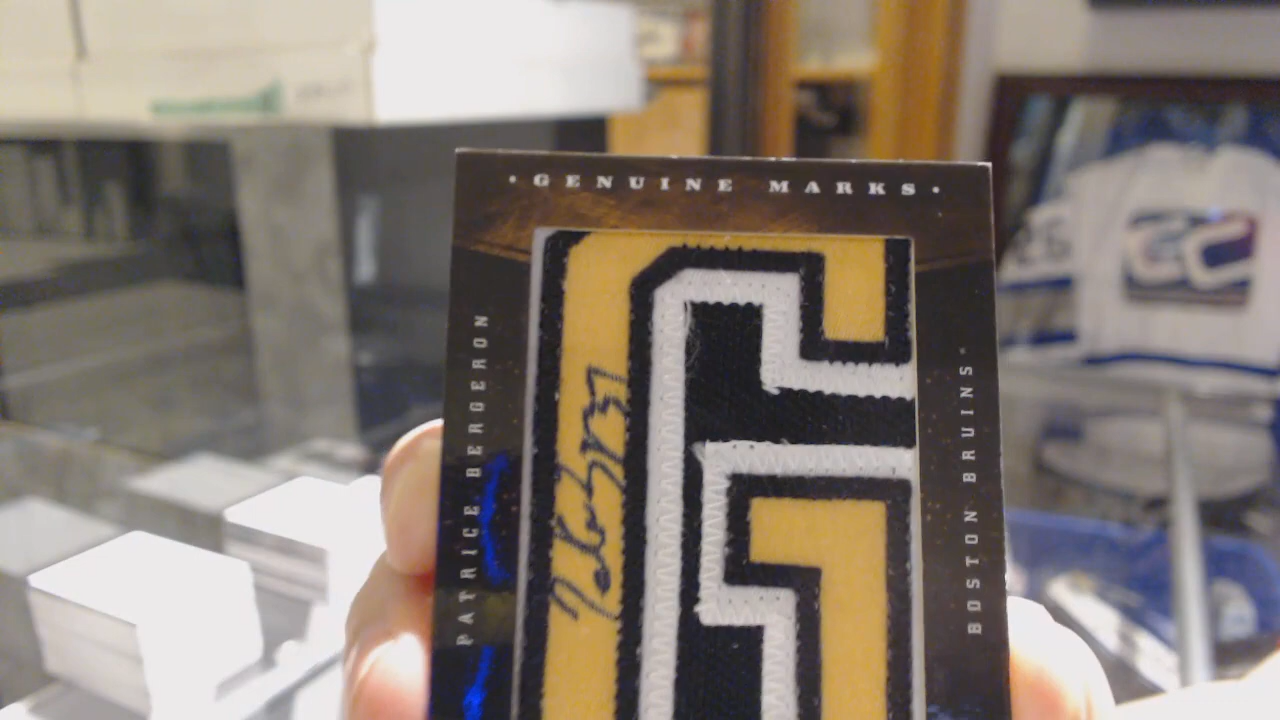 • GENUINE MARKS •
PATRICE BERGERON
BOSTON BRUINS